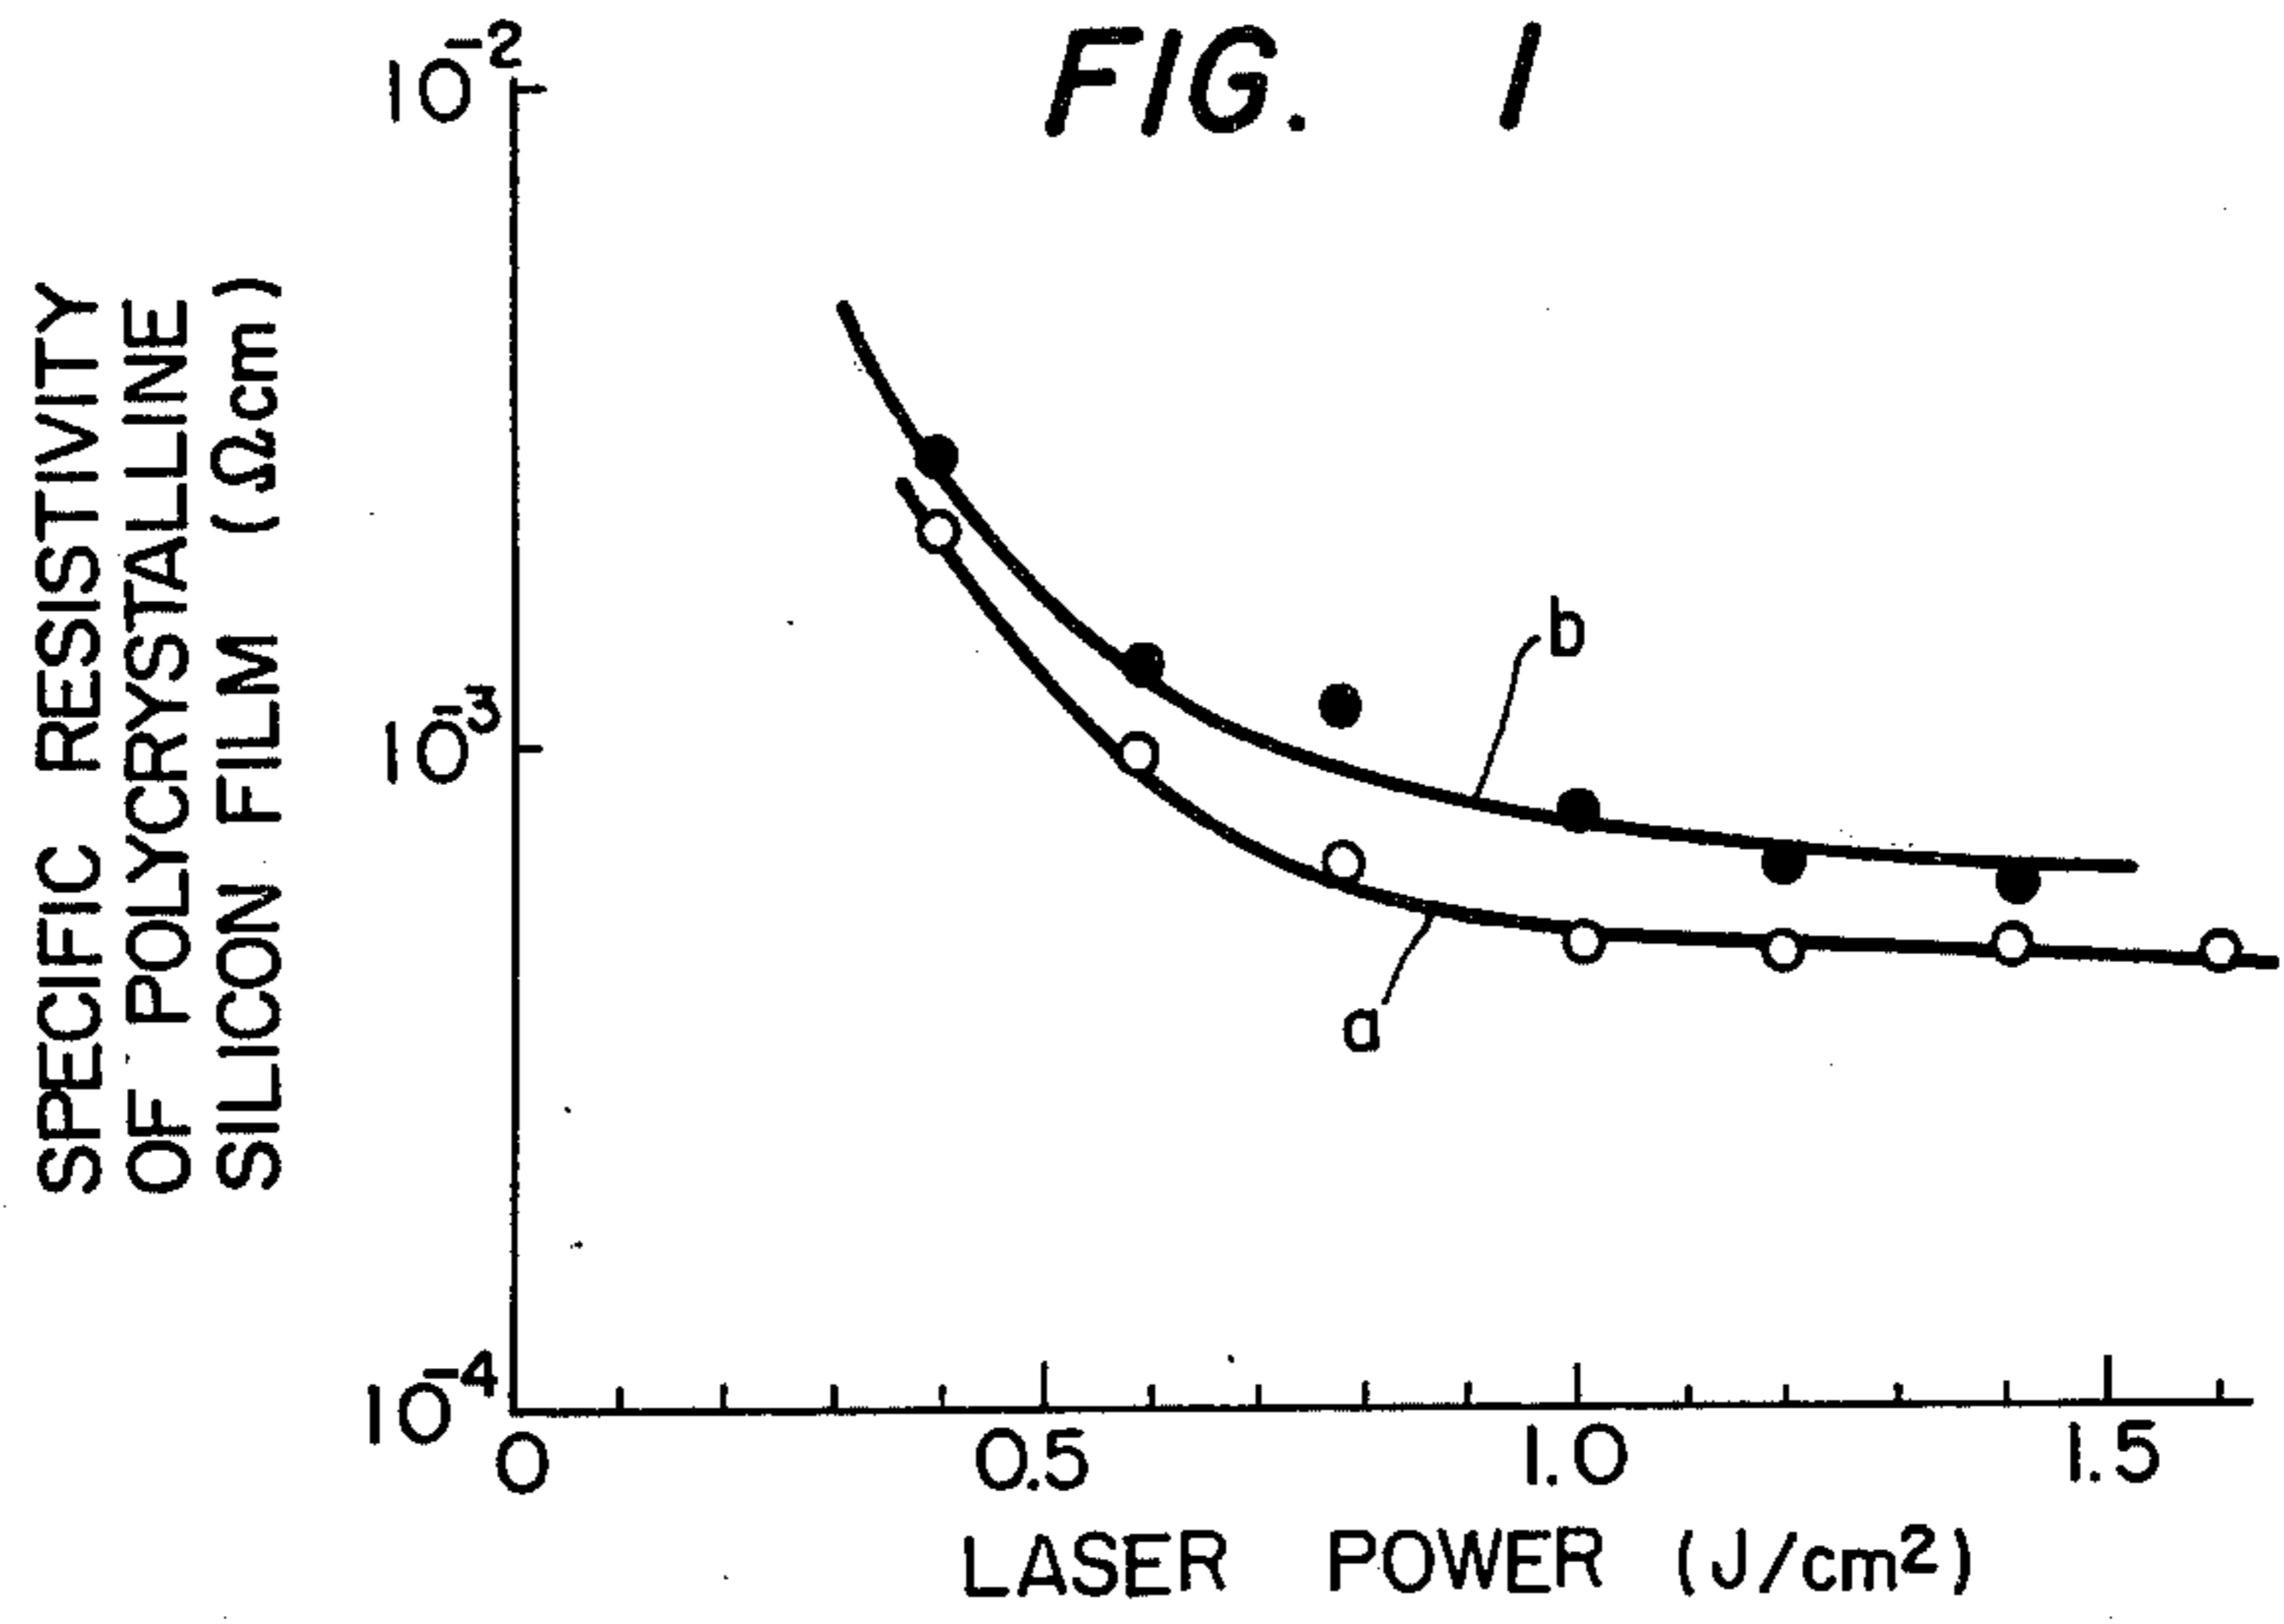 FIG. 1
10⁻²
10⁻³
10⁻⁴
SPECIFIC RESISTIVITY
OF POLYCRYSTALLINE
SILICON FILM (Ωcm)
b
a
0 0.5 1.0 1.5
LASER POWER (J/cm²)